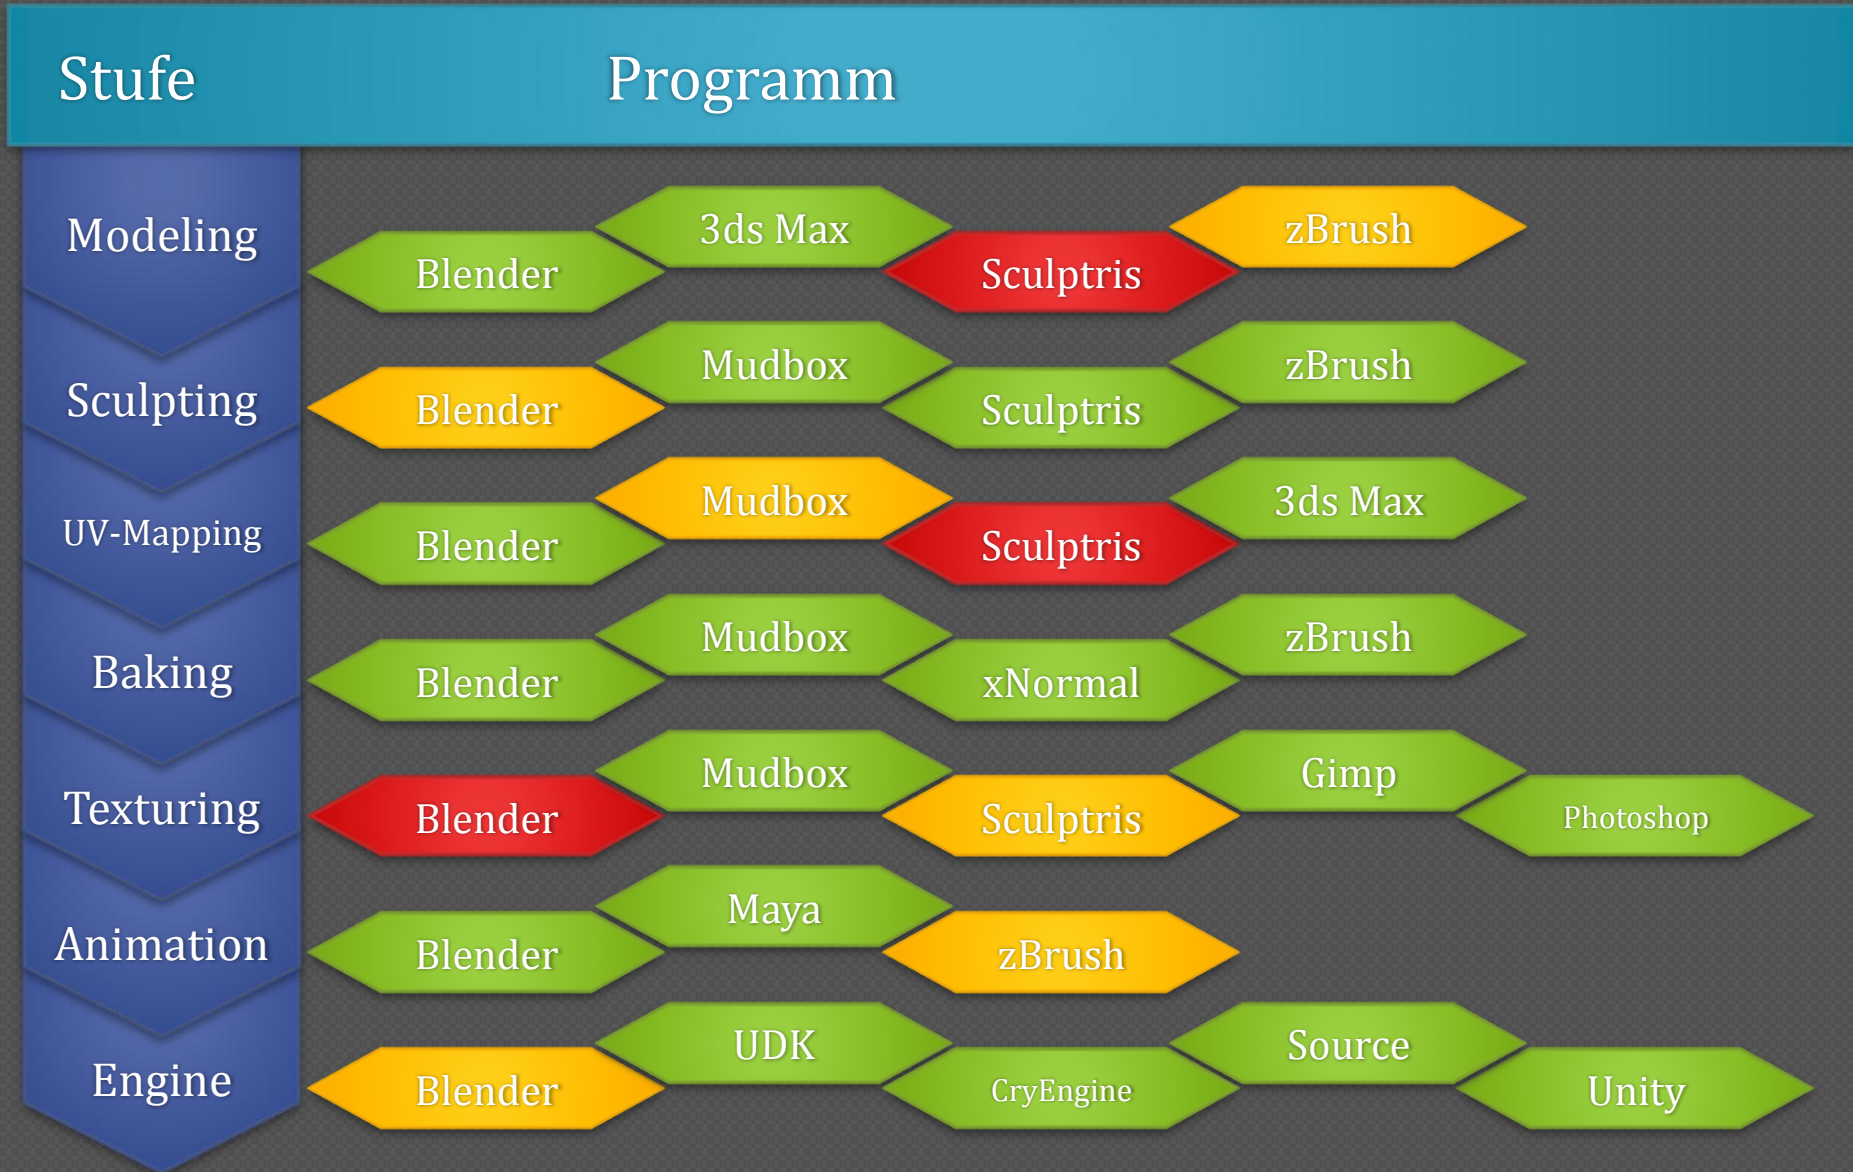 Stufe Programm
Modeling
Blender
3ds Max
Sculptris
zBrush
Sculpting
Blender
Mudbox
Sculptris
zBrush
UV-Mapping
Blender
Mudbox
Sculptris
3ds Max
Baking
Blender
Mudbox
xNormal
zBrush
Texturing
Blender
Mudbox
Sculptris
Gimp
Photoshop
Animation
Blender
Maya
zBrush
Engine
Blender
UDK
CryEngine
Source
Unity